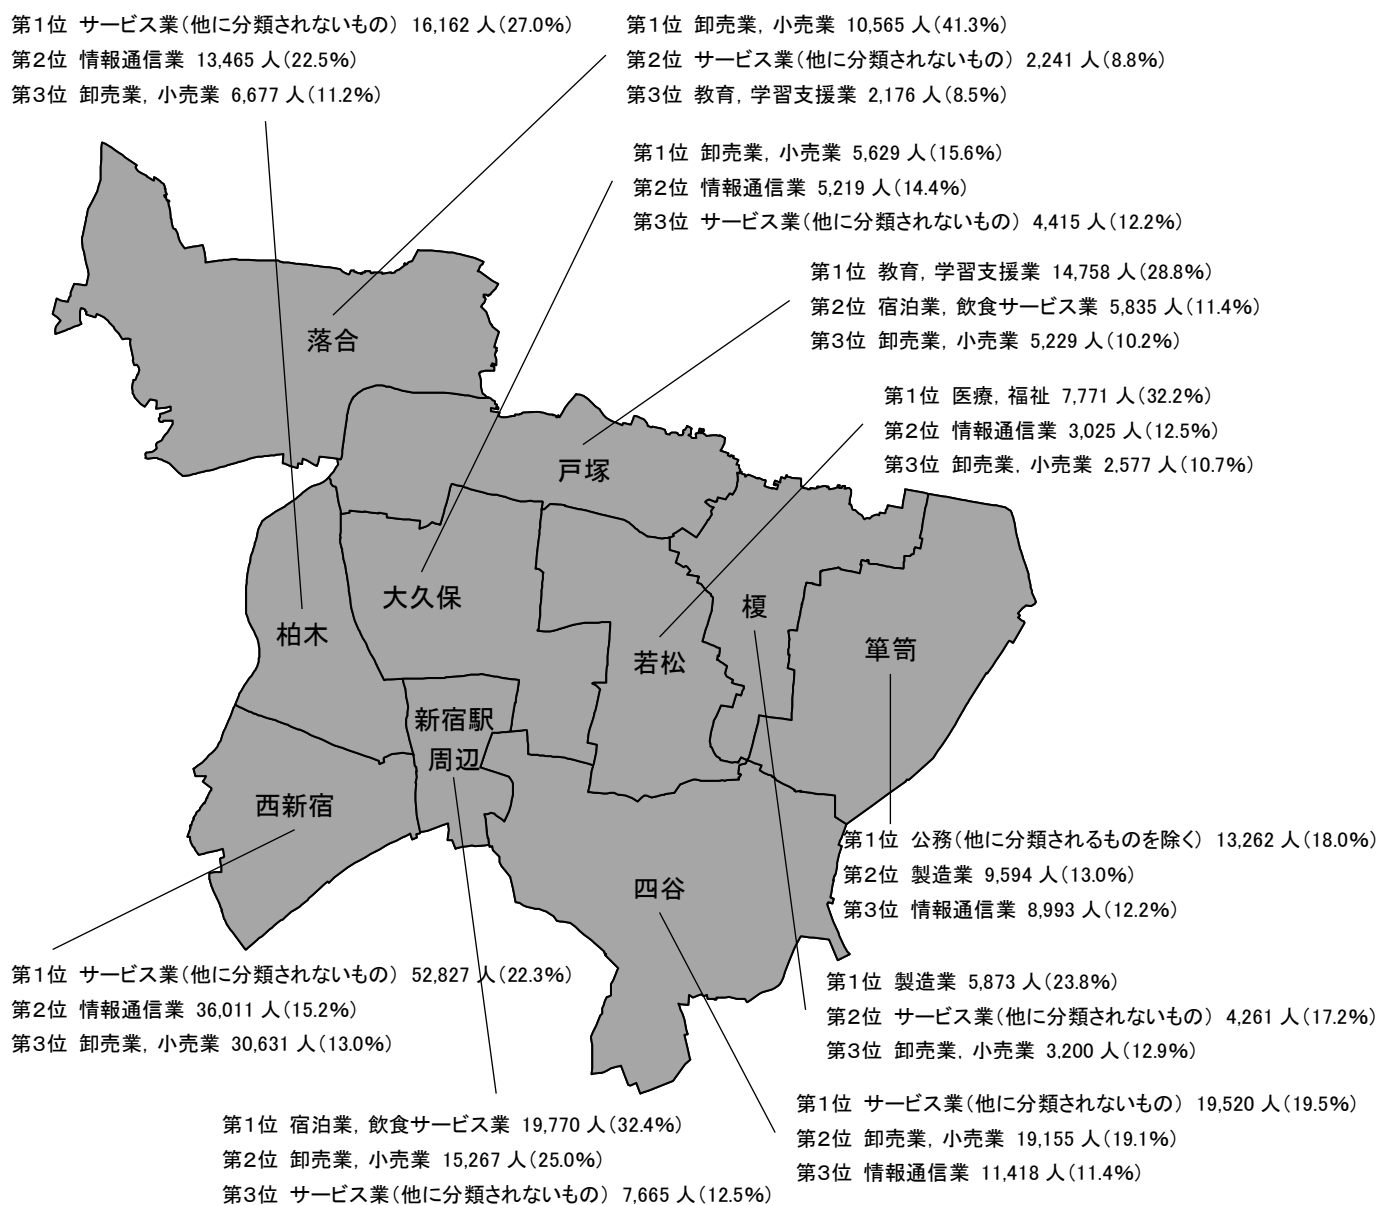 第1位 サービス業(他に分類されないもの) 16,162 人(27.0%)
第2位 情報通信業 13,465 人(22.5%)
第3位 卸売業, 小売業 6,677 人(11.2%)
第1位 卸売業, 小売業 10,565 人(41.3%)
第2位 サービス業(他に分類されないもの) 2,241 人(8.8%)
第3位 教育, 学習支援業 2,176 人(8.5%)
第1位 卸売業, 小売業 5,629 人(15.6%)
第2位 情報通信業 5,219 人(14.4%)
第3位 サービス業(他に分類されないもの) 4,415 人(12.2%)
第1位 教育, 学習支援業 14,758 人(28.8%)
第2位 宿泊業, 飲食サービス業 5,835 人(11.4%)
第3位 卸売業, 小売業 5,229 人(10.2%)
第1位 医療, 福祉 7,771 人(32.2%)
第2位 情報通信業 3,025 人(12.5%)
第3位 卸売業, 小売業 2,577 人(10.7%)
落合
戸塚
大久保
柏木
若松
榎
箪笥
新宿駅
周辺
西新宿
四谷
第1位 公務(他に分類されるものを除く) 13,262 人(18.0%)
第2位 製造業 9,594 人(13.0%)
第3位 情報通信業 8,993 人(12.2%)
第1位 サービス業(他に分類されないもの) 52,827 人(22.3%)
第2位 情報通信業 36,011 人(15.2%)
第3位 卸売業, 小売業 30,631 人(13.0%)
第1位 製造業 5,873 人(23.8%)
第2位 サービス業(他に分類されないもの) 4,261 人(17.2%)
第3位 卸売業, 小売業 3,200 人(12.9%)
第1位 サービス業(他に分類されないもの) 19,520 人(19.5%)
第2位 卸売業, 小売業 19,155 人(19.1%)
第3位 情報通信業 11,418 人(11.4%)
第1位 宿泊業, 飲食サービス業 19,770 人(32.4%)
第2位 卸売業, 小売業 15,267 人(25.0%)
第3位 サービス業(他に分類されないもの) 7,665 人(12.5%)